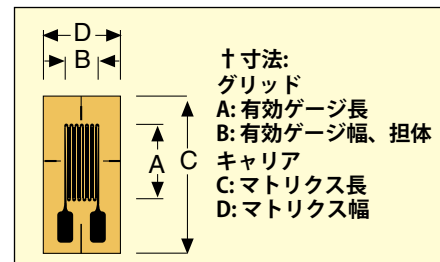 D
B
A
C
†寸法:
グリッド
A: 有効ゲージ長
B: 有効ゲージ幅、担体
キャリア
C: マトリクス長
D: マトリクス幅